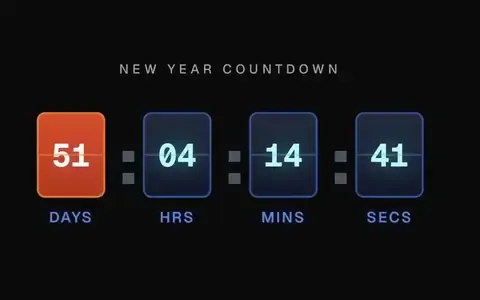 NEW YEAR COUNTDOWN
51 : 04 : 14 : 41
DAYS HRS MINS SECS